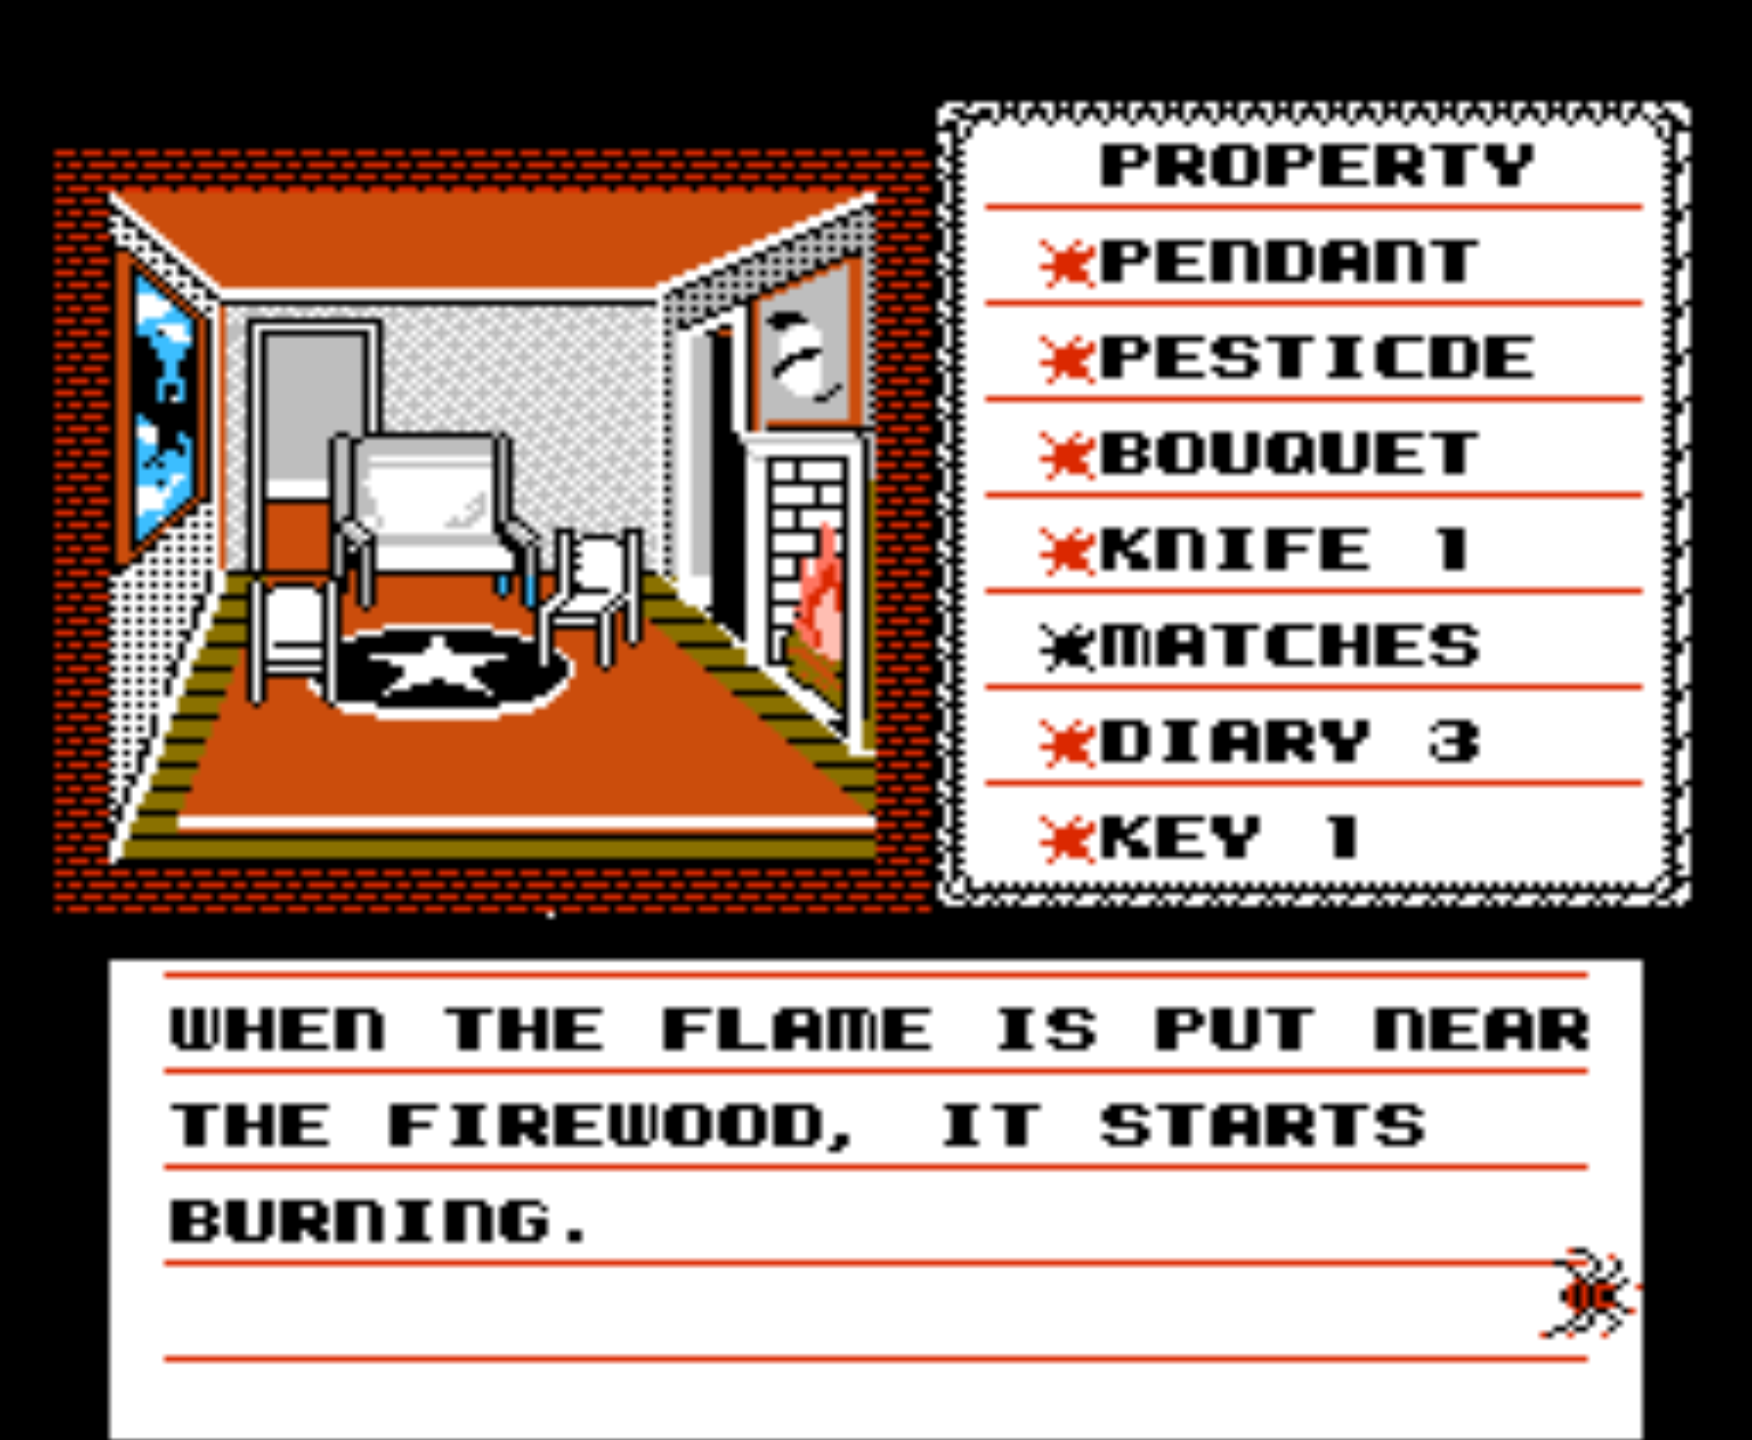 PROPERTY
PENDANT
PESTICDE
BOUQUET
KNIFE 1
MATCHES
DIARY 3
KEY 1
WHEN THE FLAME IS PUT NEAR
THE FIREWOOD, IT STARTS
BURNING.